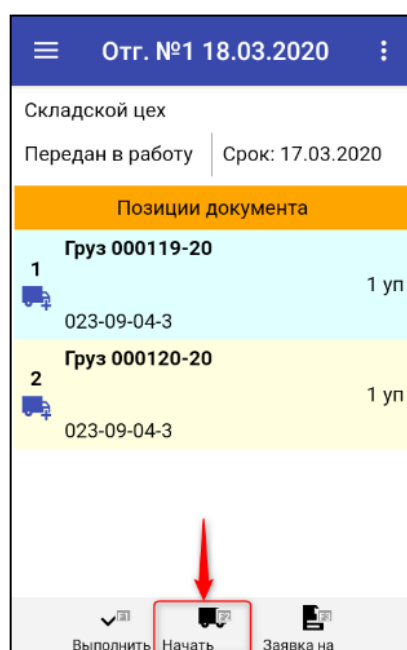 Отг. №1 18.03.2020
Складской цех
Передан в работу
Срок: 17.03.2020
Позиции документа
Груз 000119-20
1
1 уп
023-09-04-3
Груз 000120-20
2
1 уп
023-09-04-3
Выполнить
Начать
Заявка на